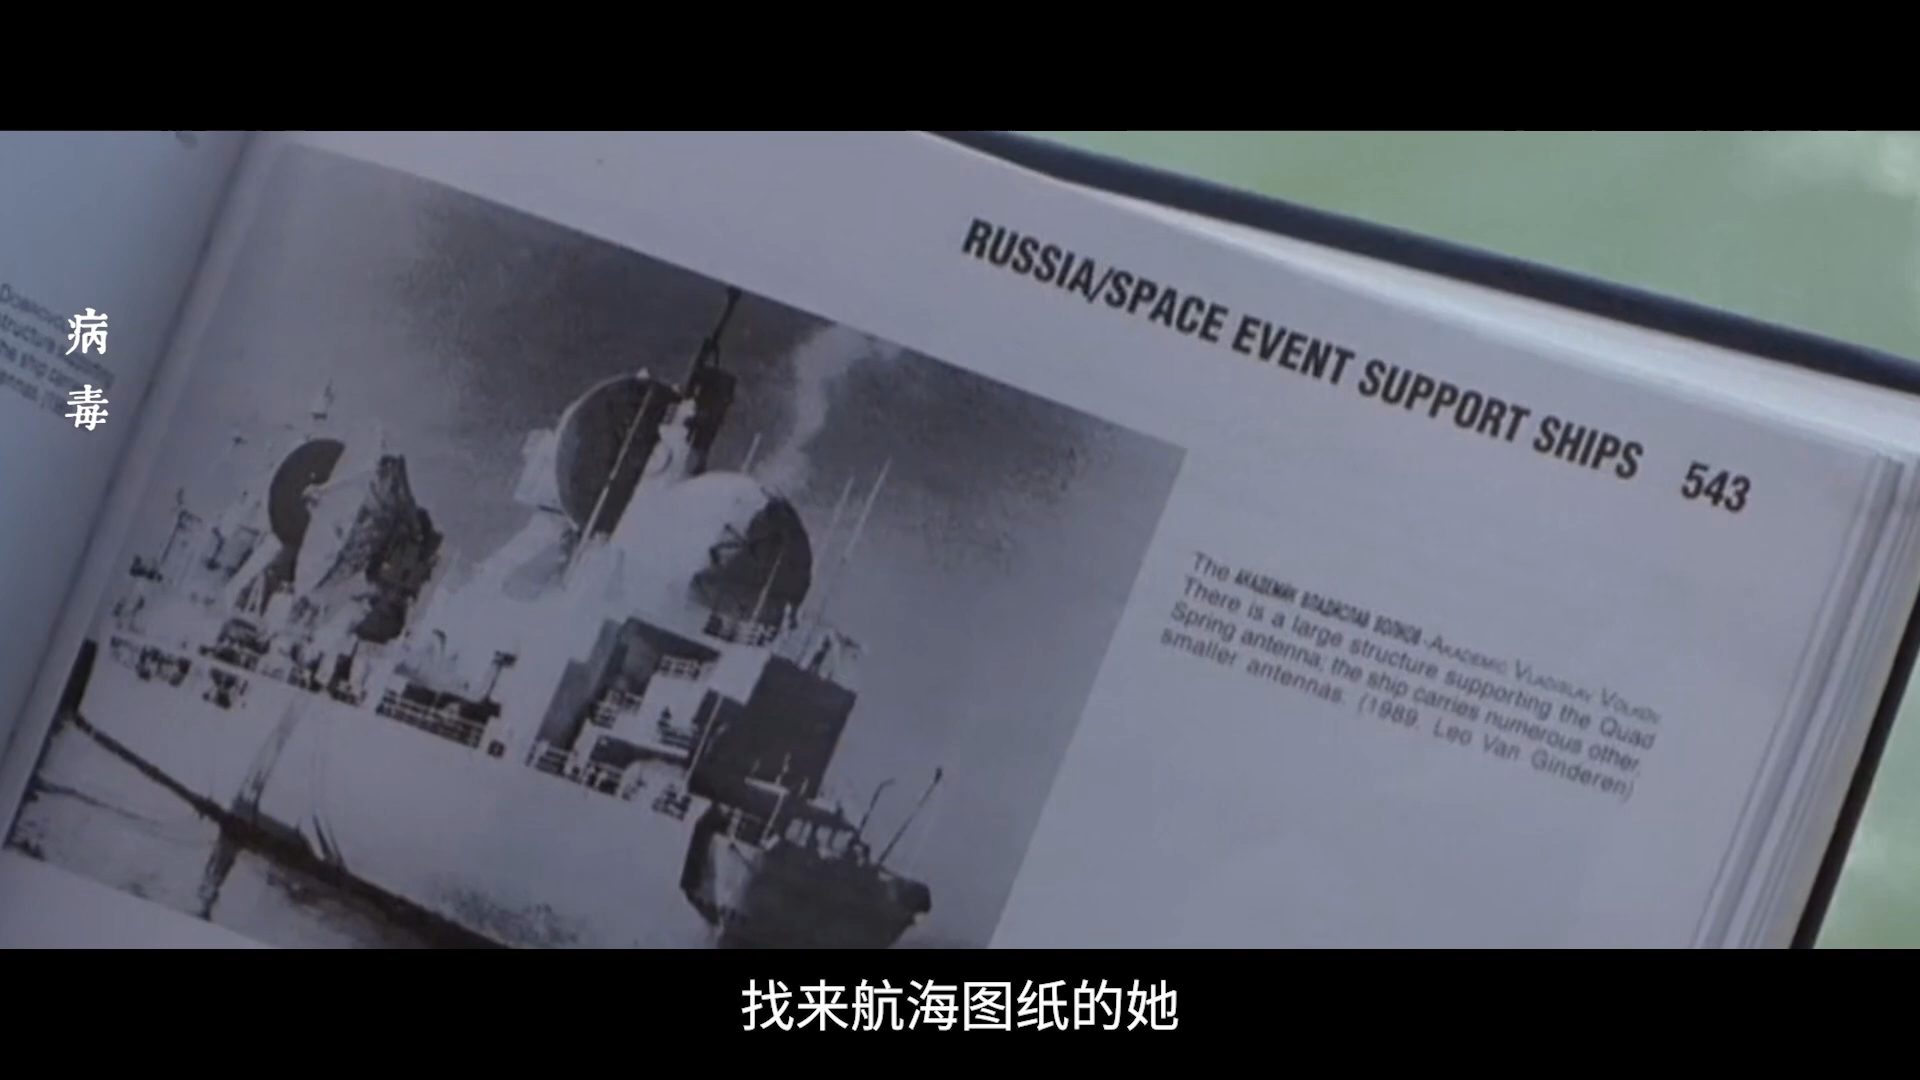 病毒
RUSSIA/SPACE EVENT SUPPORT SHIPS 543
The АКАДЕМИК ВЛАДИСЛАВ ВОЛКОВ-AKADEMIC VLADISLAV VOLKOV
There is a large structure supporting the Quad
Spring antenna; the ship carries numerous other,
smaller antennas. (1989, Leo Van Ginderen)
找来航海图纸的她